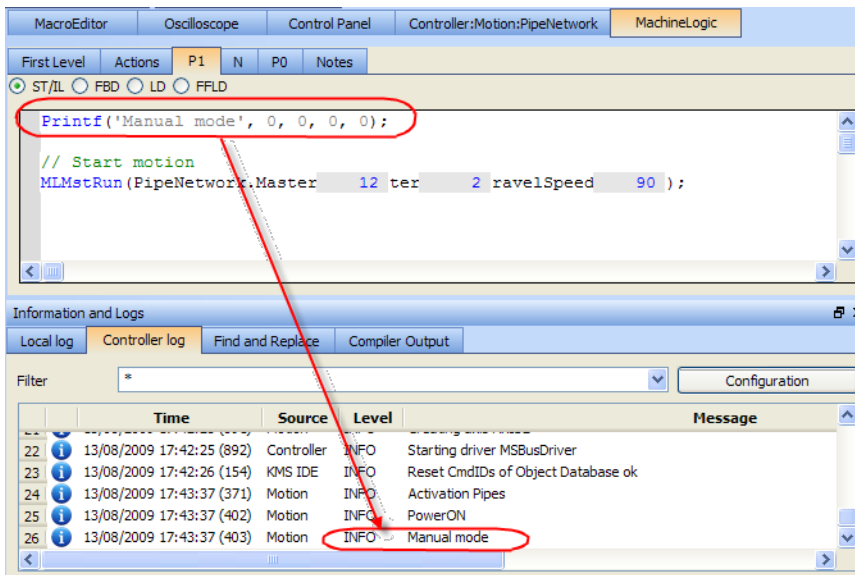 MacroEditor Oscilloscope Control Panel Controller:Motion:PipeNetwork MachineLogic
First Level Actions P1 N P0 Notes
ST/IL FBD LD FFLD
Printf('Manual mode', 0, 0, 0, 0);
// Start motion
MLMstRun(PipeNetwork.Master 12 ter 2 ravelSpeed 90 );
Information and Logs
Local log Controller log Find and Replace Compiler Output
Filter * Configuration
Time Source Level Message
22 13/08/2009 17:42:25 (892) Controller INFO Starting driver MSBusDriver
23 13/08/2009 17:42:26 (154) KMS IDE INFO Reset CmdIDs of Object Database ok
24 13/08/2009 17:43:37 (371) Motion INFO Activation Pipes
25 13/08/2009 17:43:37 (402) Motion INFO PowerON
26 13/08/2009 17:43:37 (403) Motion INFO Manual mode